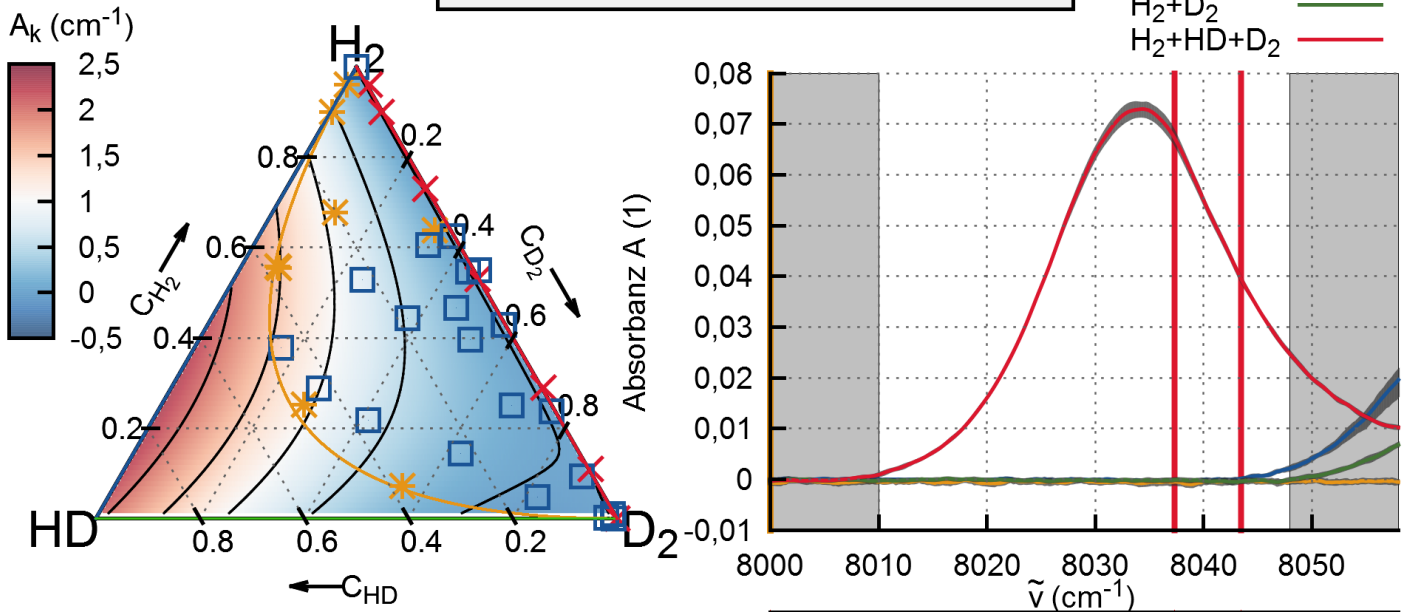 H2+D2
H2+HD+D2
Ak (cm-1)
2,5
2
1,5
1
0,5
0
-0,5
H2
HD
D2
CH2
CD2
CHD
0.8
0.6
0.4
0.2
0.2
0.4
0.6
0.8
0.8
0.6
0.4
0.2
Absorbanz A (1)
0,08
0,07
0,06
0,05
0,04
0,03
0,02
0,01
0
-0,01
8000 8010 8020 8030 8040 8050
ṽ (cm-1)